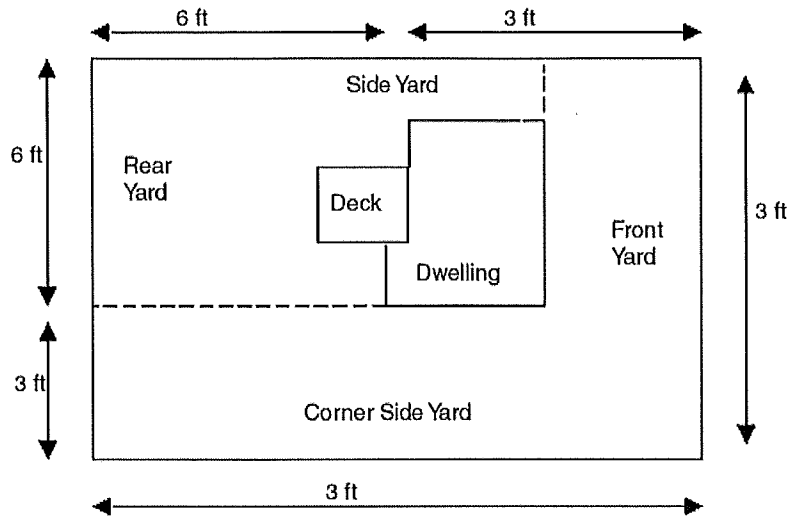 6 ft
3 ft
Side Yard
6 ft
Rear
Yard
Deck
3 ft
Front
Yard
Dwelling
3 ft
Corner Side Yard
3 ft